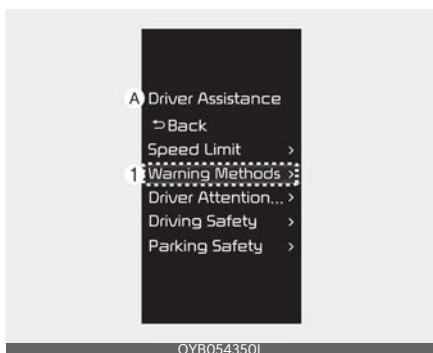 A Driver Assistance
⮌Back
Speed Limit >
1 Warning Methods >
Driver Attention... >
Driving Safety >
Parking Safety >
OYB054350L